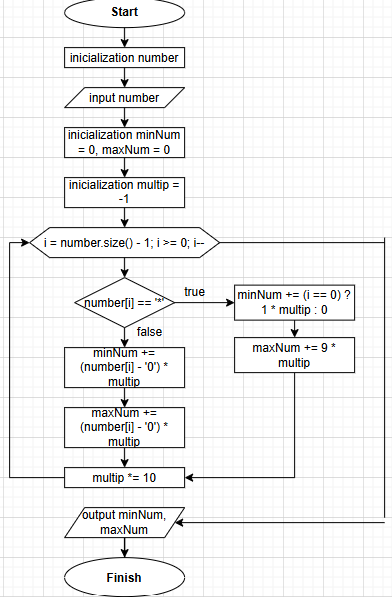 Start
inicialization number
input number
inicialization minNum
= 0, maxNum = 0
inicialization multip =
-1
i = number.size() - 1; i >= 0; i--
number[i] == '*'
true
false
minNum += (i == 0) ?
1 * multip : 0
maxNum += 9 *
multip
minNum +=
(number[i] - '0') *
multip
maxNum +=
(number[i] - '0') *
multip
multip *= 10
output minNum,
maxNum
Finish